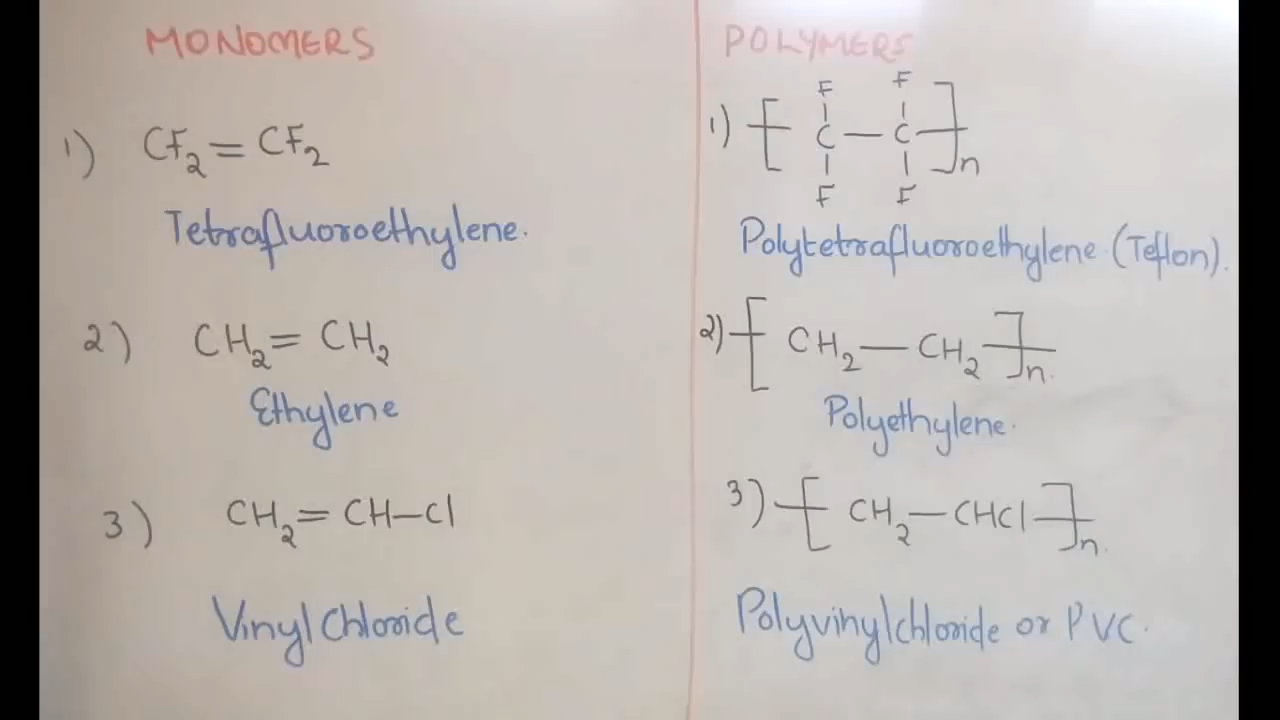 MONOMERS
1) CF₂ = CF₂
Tetrafluoroethylene.
2) CH₂ = CH₂
Ethylene
3) CH₂ = CH–Cl
Vinyl Chloride
POLYMERS
F F
1) [ C — C ]n
F F
Polytetrafluoroethylene (Teflon).
2) [ CH₂ — CH₂ ]n.
Polyethylene.
3) [ CH₂ — CHCl ]n.
Polyvinylchloride or PVC.